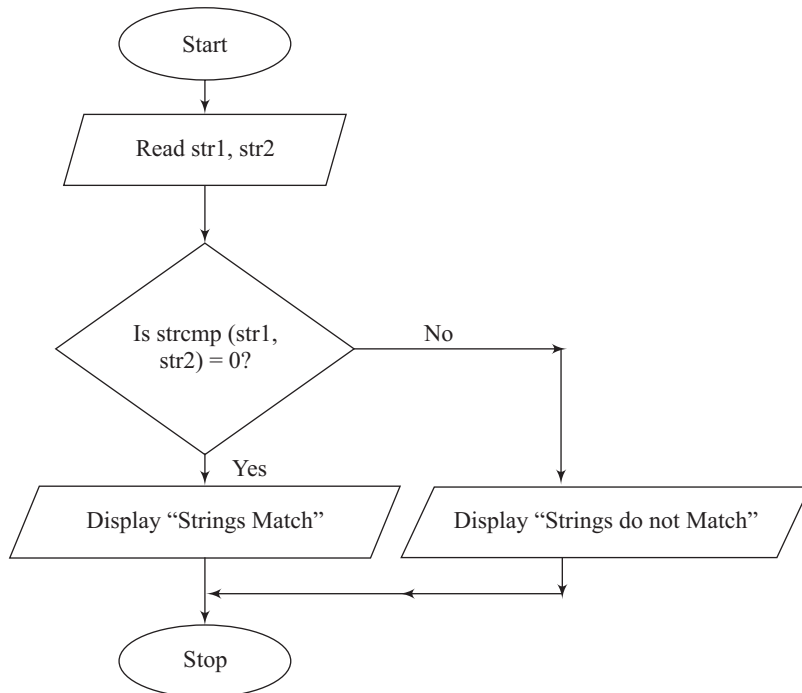 Start
Read str1, str2
Is strcmp (str1,
str2) = 0?
No
Yes
Display “Strings Match”
Display “Strings do not Match”
Stop